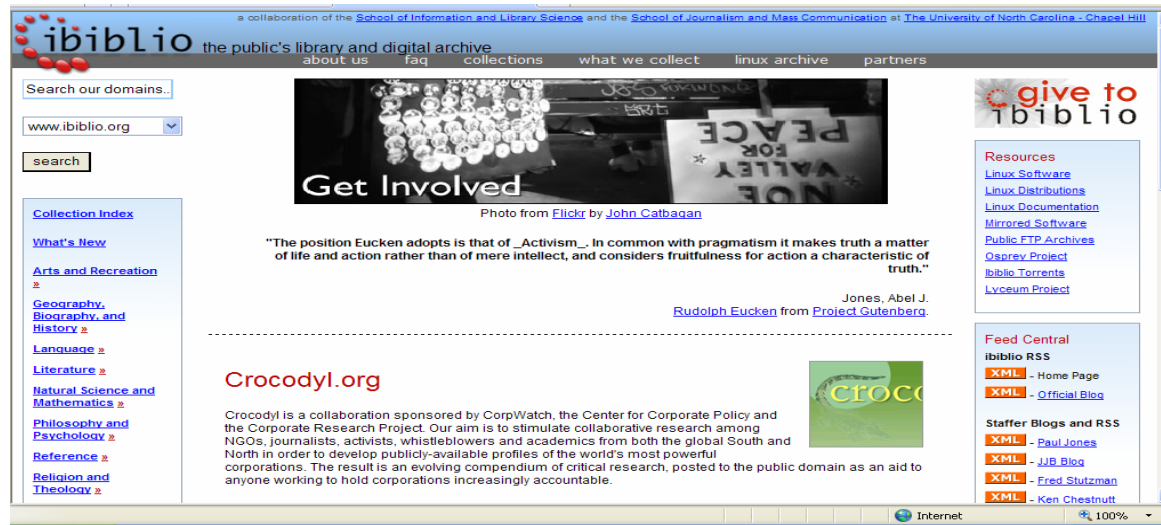 a collaboration of the School of Information and Library Science and the School of Journalism and Mass Communication at The University of North Carolina - Chapel Hill
ibiblio the public's library and digital archive
about us faq collections what we collect linux archive partners
Search our domains..
www.ibiblio.org
search
Collection Index
What's New
Arts and Recreation
»
Geography,
Biography, and
History »
Language »
Literature »
Natural Science and
Mathematics »
Philosophy and
Psychology »
Reference »
Religion and
Theology »
PEACE
FOR
VALLEY
NOE
Get Involved
Photo from Flickr by John Catbagan
"The position Eucken adopts is that of _Activism_. In common with pragmatism it makes truth a matter
of life and action rather than of mere intellect, and considers fruitfulness for action a characteristic of
truth."
Jones, Abel J.
Rudolph Eucken from Project Gutenberg.
Crocodyl.org
croco
Crocodyl is a collaboration sponsored by CorpWatch, the Center for Corporate Policy and
the Corporate Research Project. Our aim is to stimulate collaborative research among
NGOs, journalists, activists, whistleblowers and academics from both the global South and
North in order to develop publicly-available profiles of the world's most powerful
corporations. The result is an evolving compendium of critical research, posted to the public domain as an aid to
anyone working to hold corporations increasingly accountable.
give to
ibiblio
Resources
Linux Software
Linux Distributions
Linux Documentation
Mirrored Software
Public FTP Archives
Osprey Project
Ibiblio Torrents
Lyceum Project
Feed Central
ibiblio RSS
XML - Home Page
XML - Official Blog
Staffer Blogs and RSS
XML - Paul Jones
XML - JJB Blog
XML - Fred Stutzman
XML - Ken Chestnutt
Internet 100%